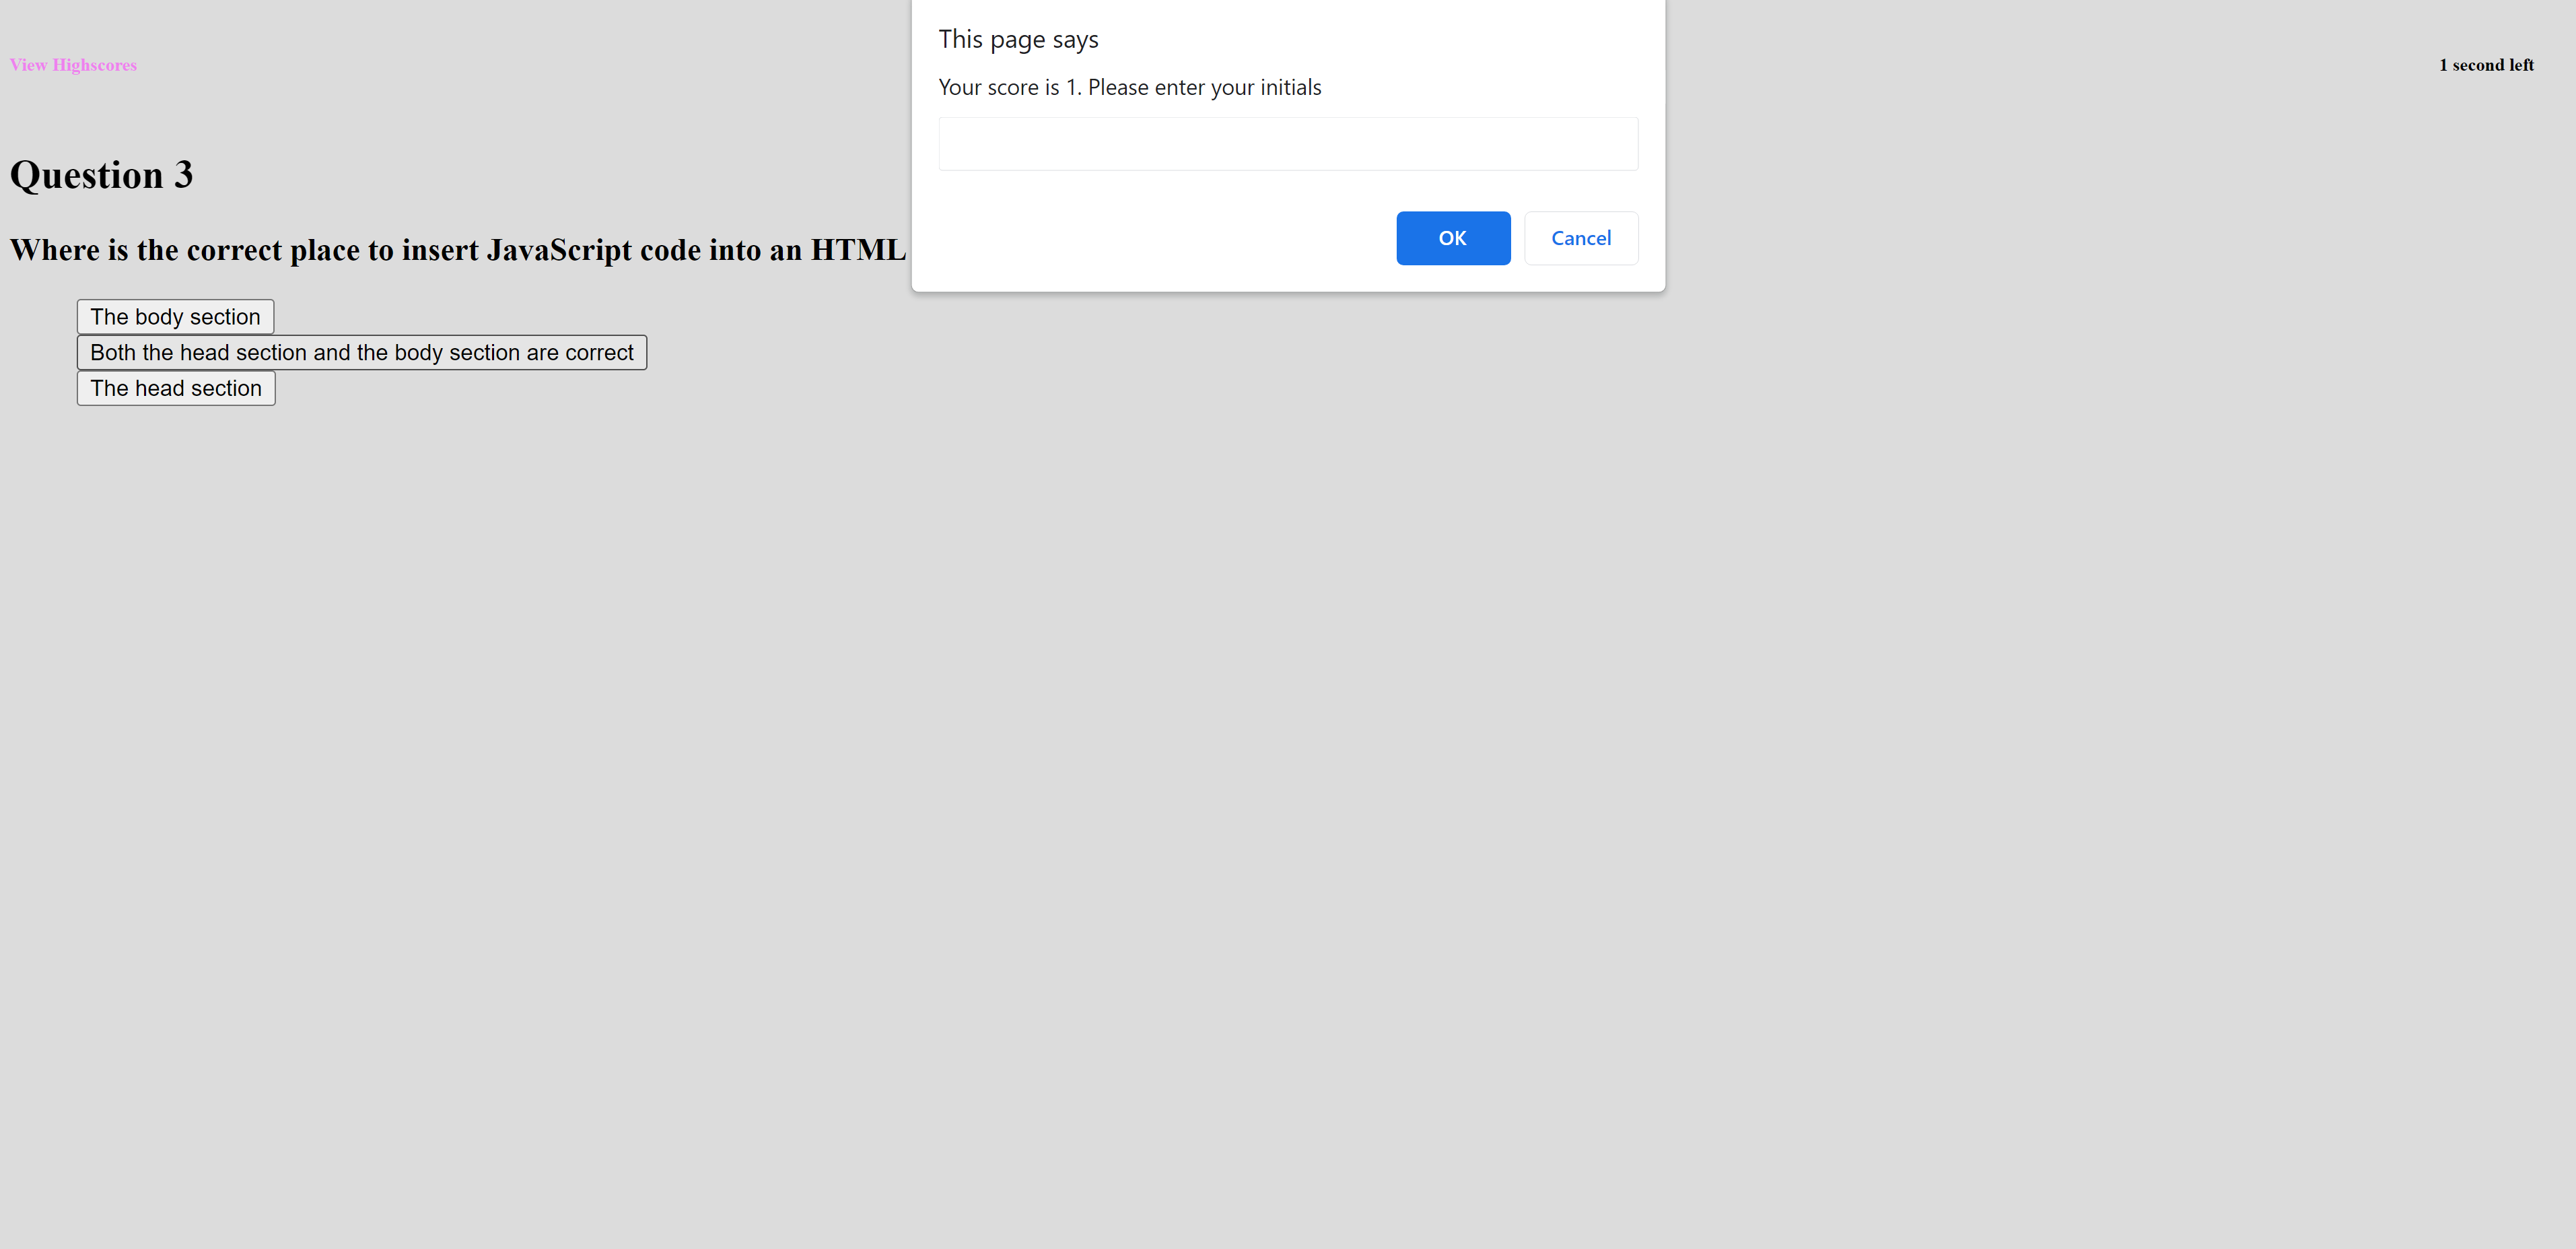 This page says
Your score is 1. Please enter your initials
OK
Cancel
View Highscores
1 second left
Question 3
Where is the correct place to insert JavaScript code into an HTML
The body section
Both the head section and the body section are correct
The head section